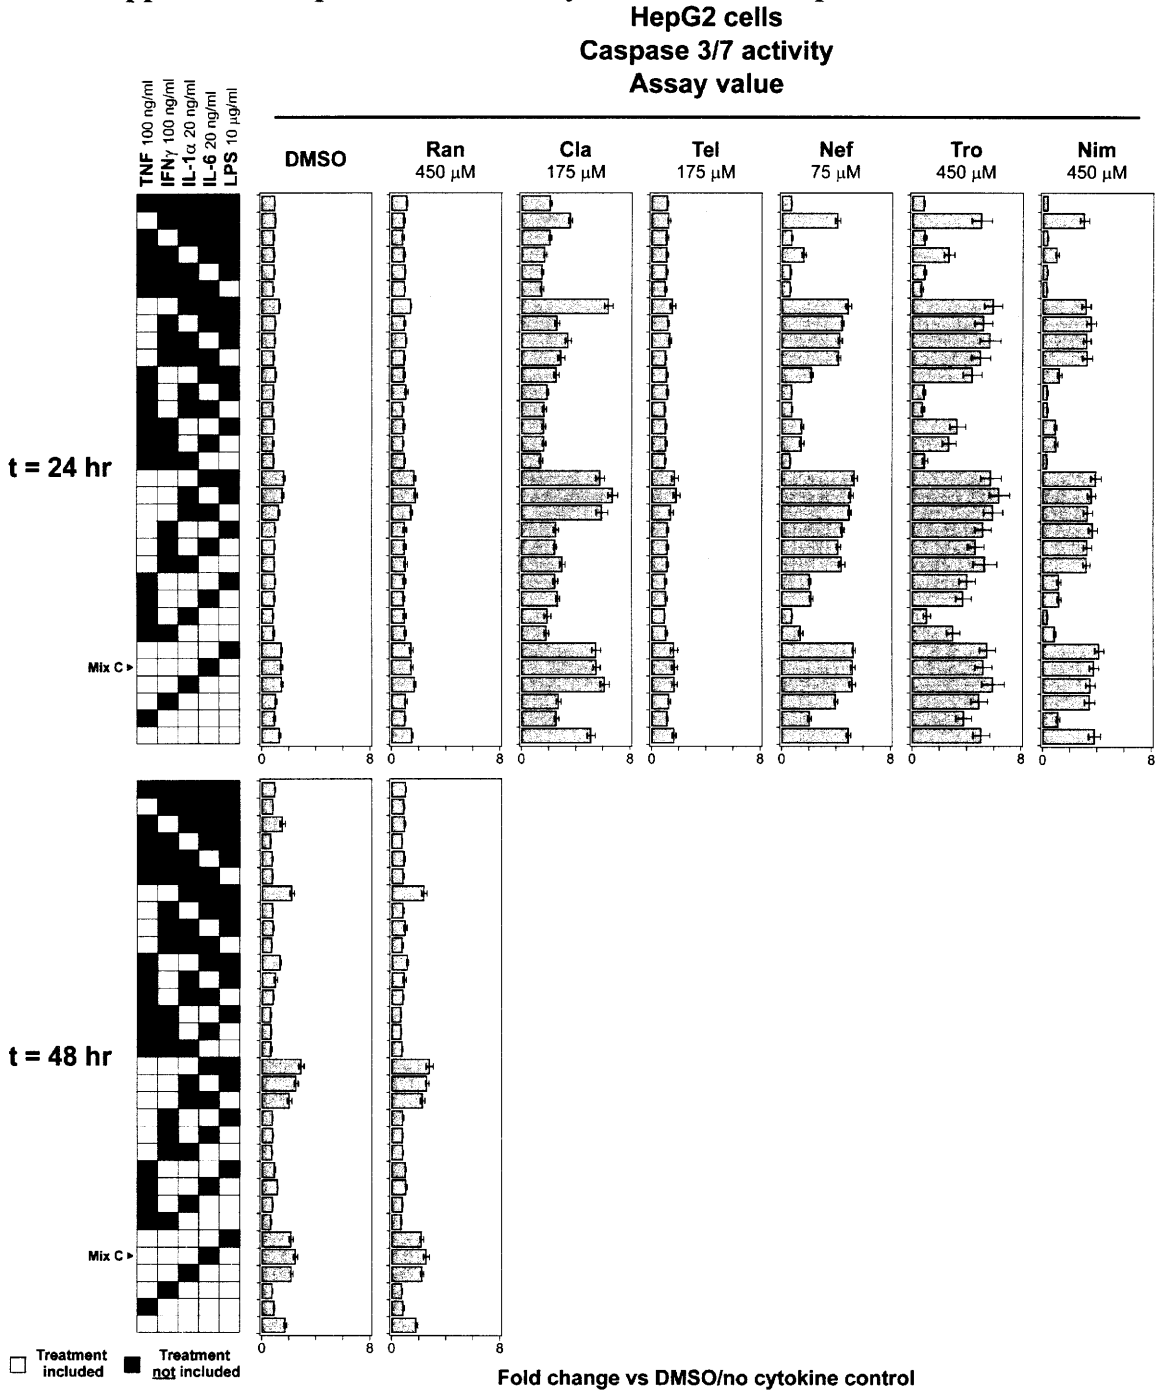 HepG2 cells
Caspase 3/7 activity
Assay value
TNF 100 ng/ml
IFNγ 100 ng/ml
IL-1α 20 ng/ml
IL-6 20 ng/ml
LPS 10 µg/ml
DMSO
Ran
450 µM
Cla
175 µM
Tel
175 µM
Nef
75 µM
Tro
450 µM
Nim
450 µM
t = 24 hr
Mix C
0 8 0 8 0 8 0 8 0 8 0 8 0 8
t = 48 hr
Mix C
0 8 0 8
Treatment included
Treatment not included
Fold change vs DMSO/no cytokine control